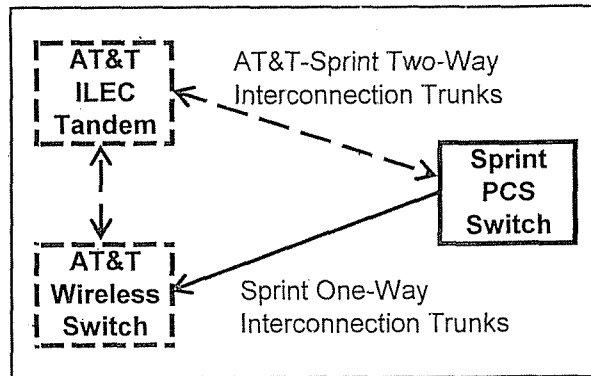 AT&T
ILEC
Tandem
AT&T-Sprint Two-Way
Interconnection Trunks
Sprint
PCS
Switch
AT&T
Wireless
Switch
Sprint One-Way
Interconnection Trunks